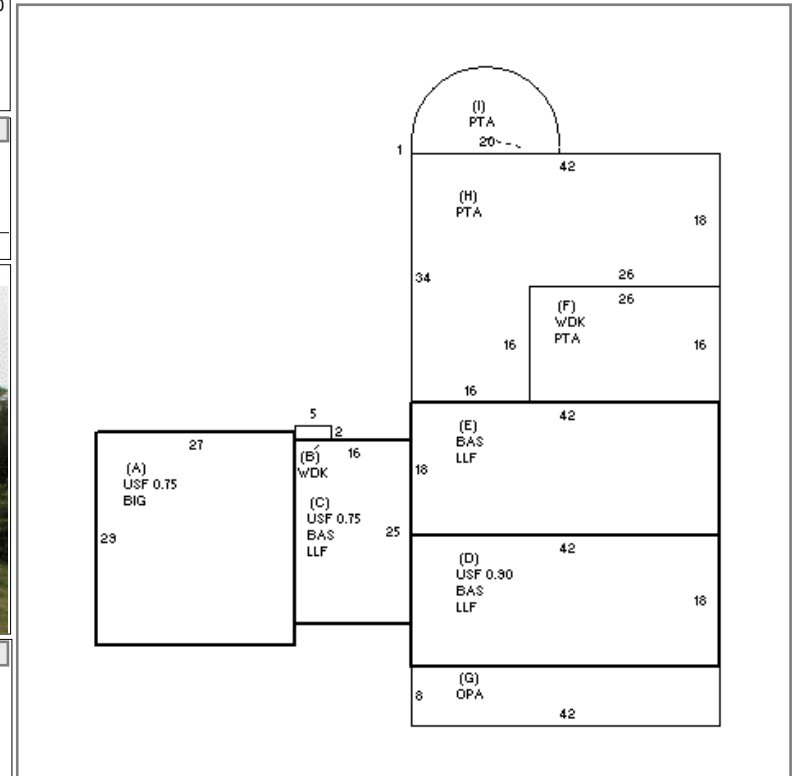 (I)
PTA
20
1
42
(H)
PTA
18
34
26
26
(F)
WDK
PTA
16
16
16
5
2
42
27
(B)
16
WDK
(E)
BAS
LLF
18
(A)
USF 0.75
BIG
29
(C)
USF 0.75
BAS
LLF
25
42
(D)
USF 0.90
BAS
LLF
18
(G)
OPA
8
42